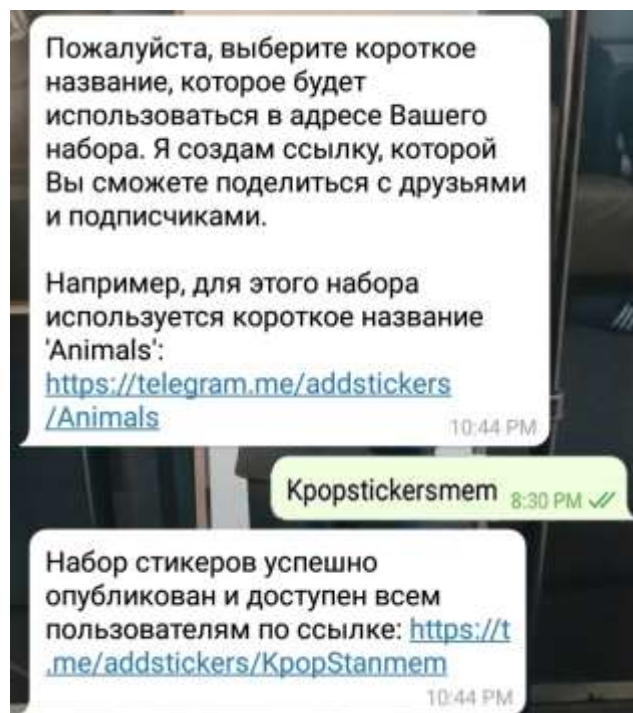 Пожалуйста, выберите короткое
название, которое будет
использоваться в адресе Вашего
набора. Я создам ссылку, которой
Вы сможете поделиться с друзьями
и подписчиками.
Например, для этого набора
используется короткое название
'Animals':
https://telegram.me/addstickers
/Animals
10:44 PM
Kpopstickersmem 8:30 PM
Набор стикеров успешно
опубликован и доступен всем
пользователям по ссылке: https://t
.me/addstickers/KpopStanmem
10:44 PM